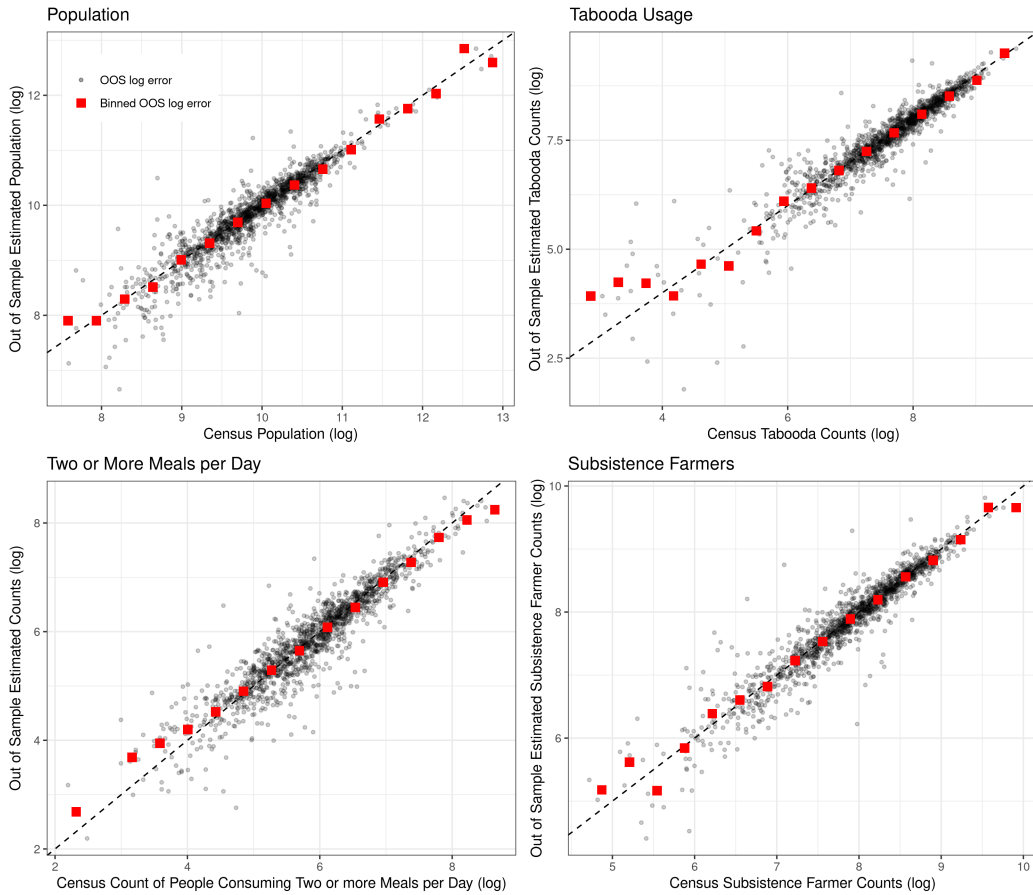 Population
Out of Sample Estimated Population (log)
12
10
8
OOS log error
Binned OOS log error
8 9 10 11 12 13
Census Population (log)
Tabooda Usage
Out of Sample Estimated Tabooda Counts (log)
7.5
5.0
2.5
4 6 8
Census Tabooda Counts (log)
Two or More Meals per Day
Out of Sample Estimated Counts (log)
8
6
4
2
2 4 6 8
Census Count of People Consuming Two or more Meals per Day (log)
Subsistence Farmers
Out of Sample Estimated Subsistence Farmer Counts (log)
10
8
6
5 6 7 8 9 10
Census Subsistence Farmer Counts (log)